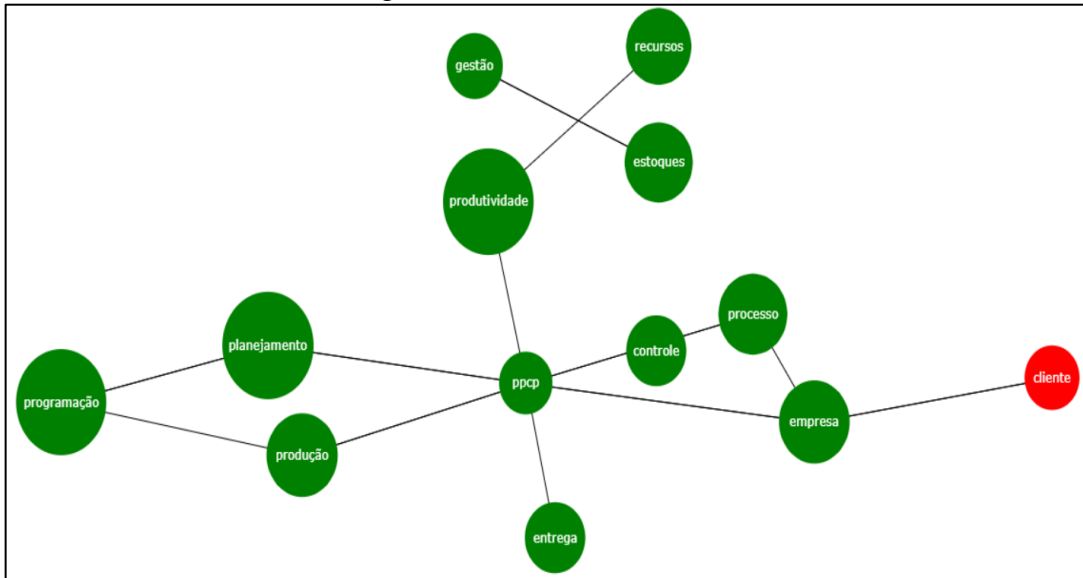 recursos
gestão
estoques
produtividade
processo
planejamento
controle
cliente
ppcp
programação
empresa
produção
entrega